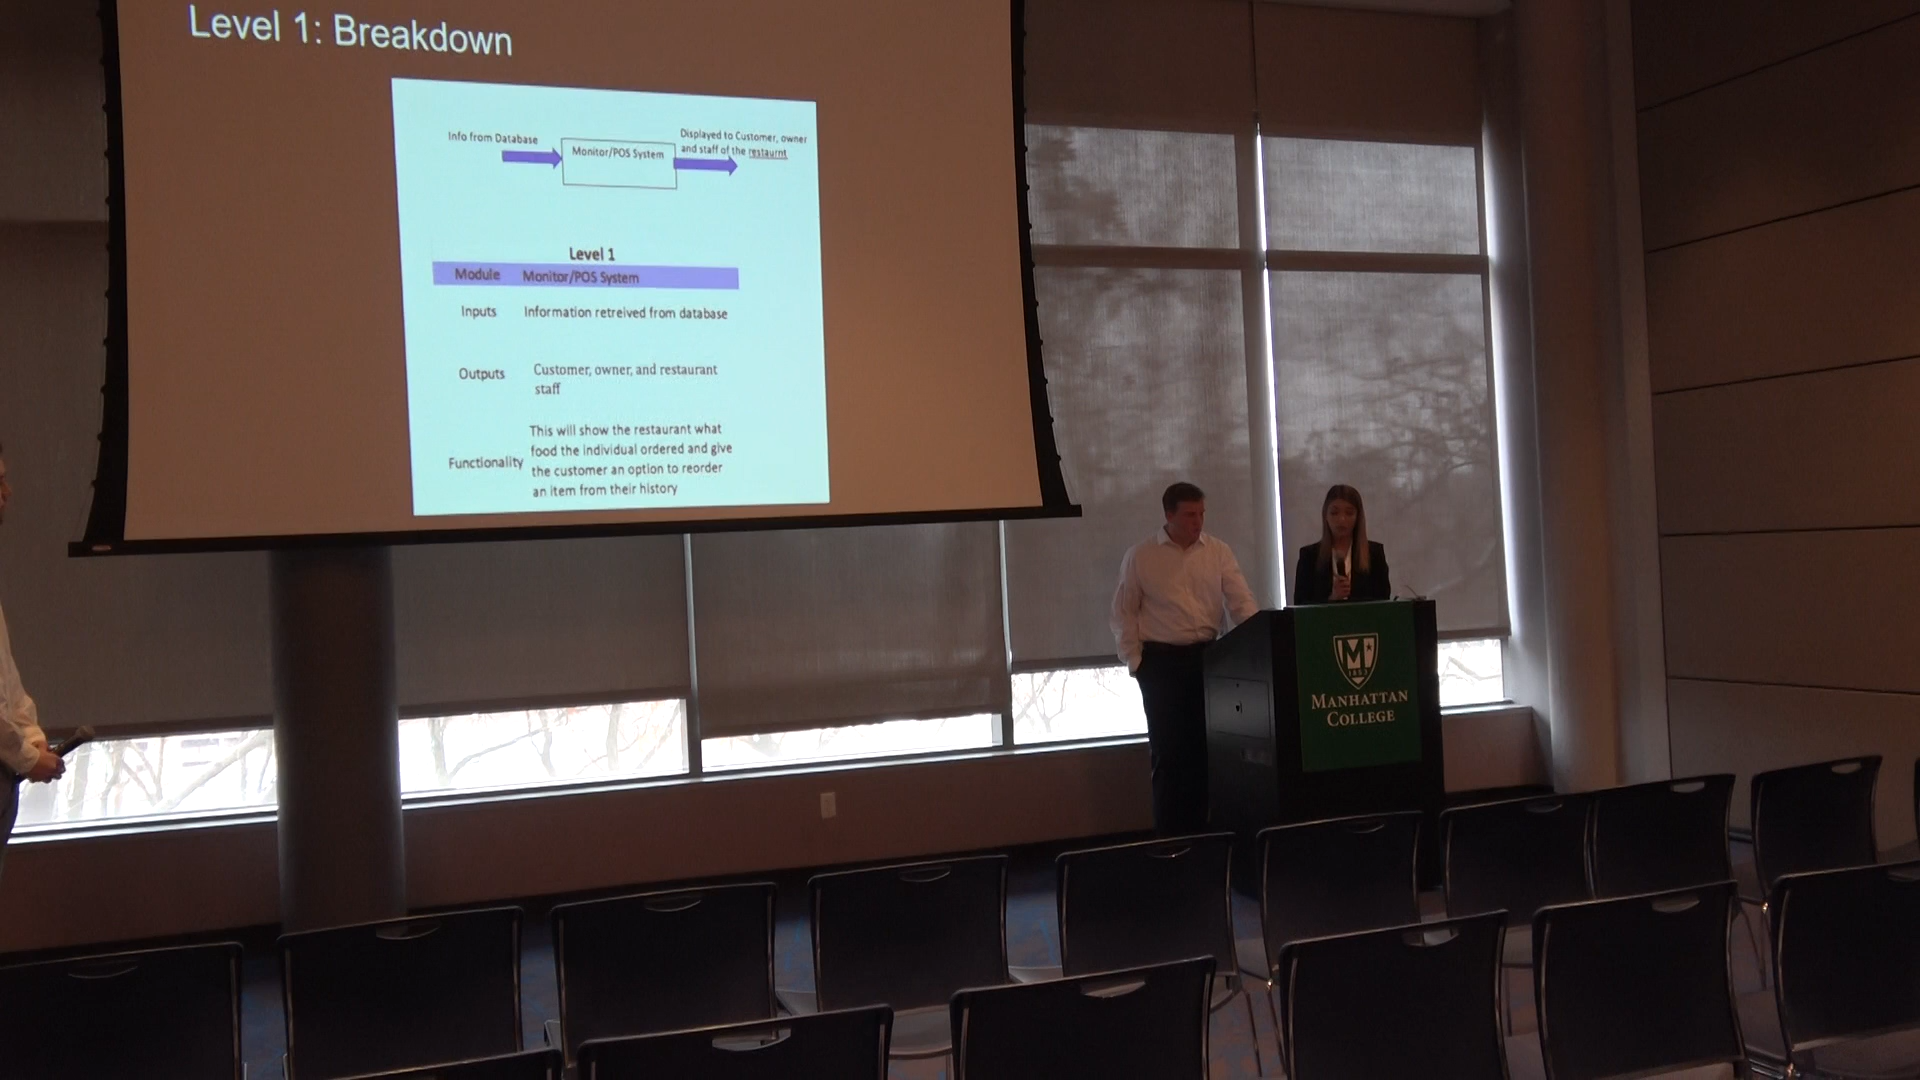 Level 1: Breakdown
Info from Database
Monitor/POS System
Displayed to Customer, owner
and staff of the restaurnt
Level 1
Module Monitor/POS System
Inputs Information retreived from database
Outputs Customer, owner, and restaurant
staff
Functionality This will show the restaurant what
food the individual ordered and give
the customer an option to reorder
an item from their history
M
1853
MANHATTAN
COLLEGE